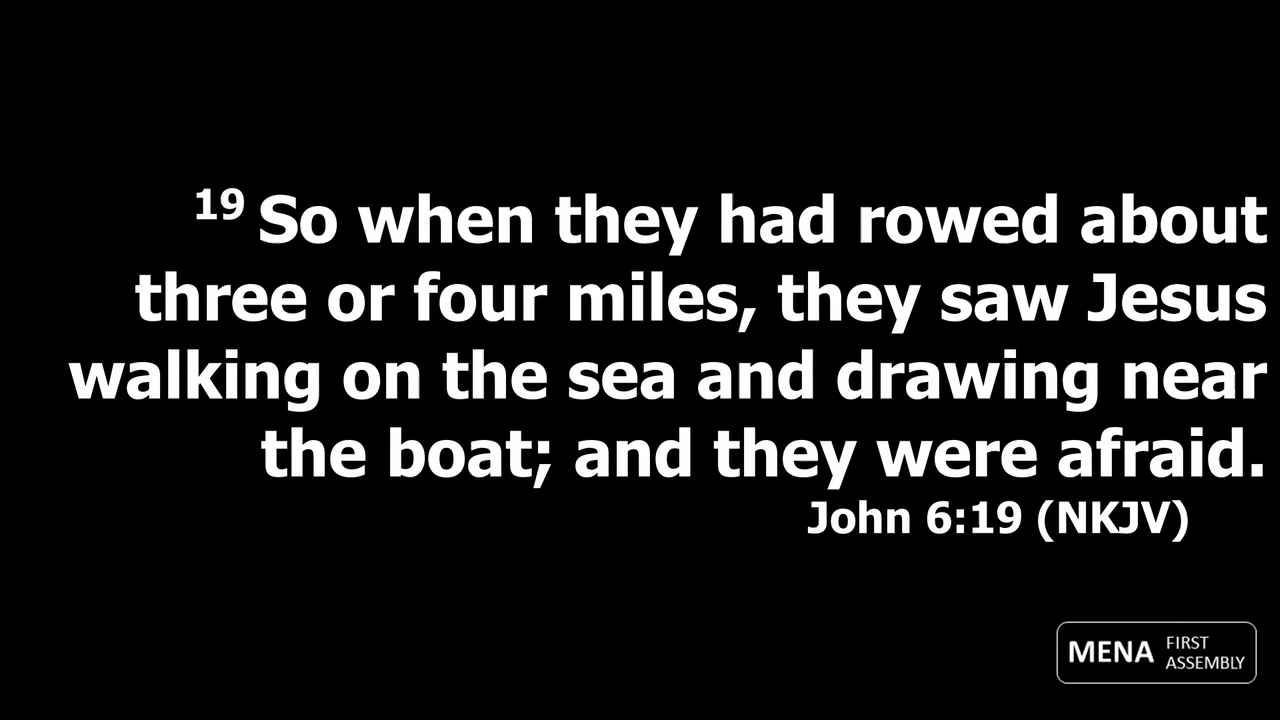 19 So when they had rowed about
three or four miles, they saw Jesus
walking on the sea and drawing near
the boat; and they were afraid.
John 6:19 (NKJV)
MENA FIRST
ASSEMBLY